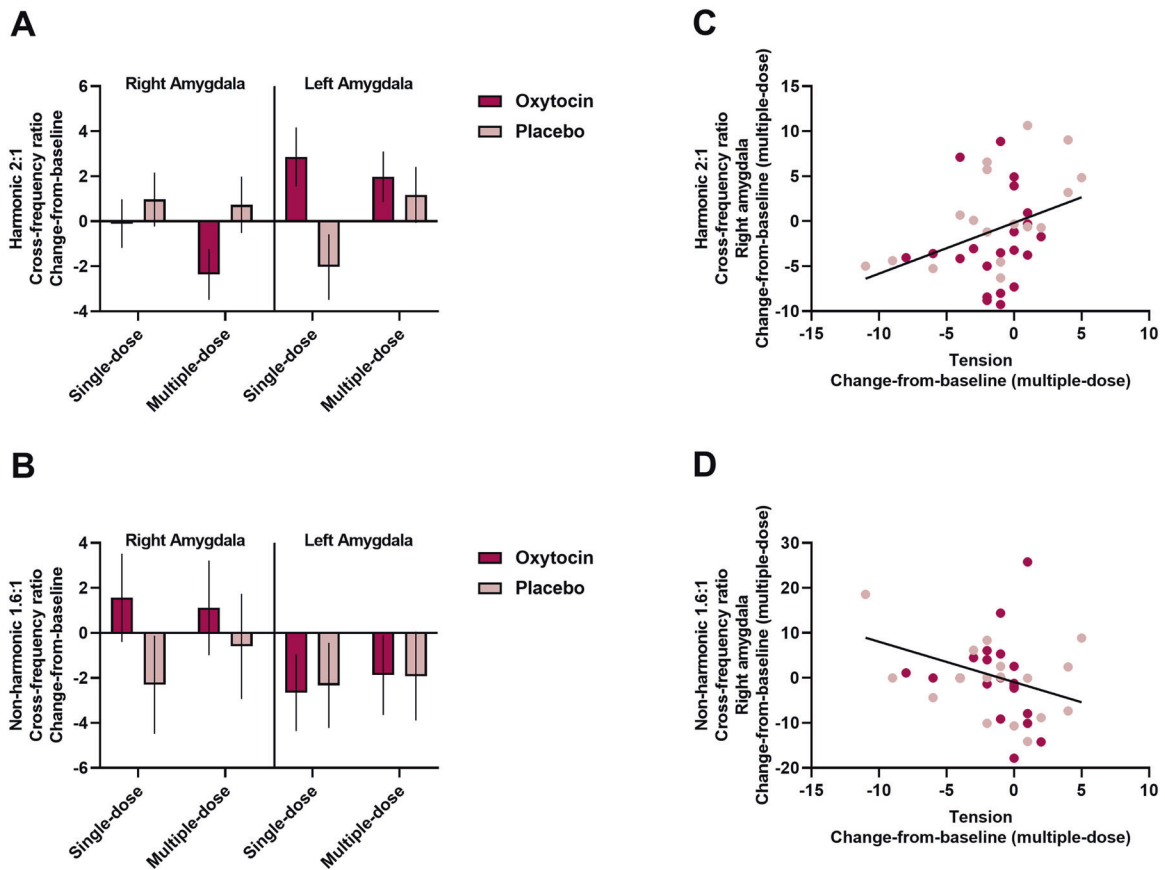 A
Harmonic 2:1
Cross-frequency ratio
Change-from-baseline
6
4
2
0
-2
-4
Right Amygdala
Left Amygdala
Single-dose
Multiple-dose
Single-dose
Multiple-dose
Oxytocin
Placebo
C
Harmonic 2:1
Cross-frequency ratio
Right amygdala
Change-from-baseline (multiple-dose)
15
10
5
0
-5
-10
-15
-10
-5
0
5
10
Tension
Change-from-baseline (multiple-dose)
B
Non-harmonic 1.6:1
Cross-frequency ratio
Change-from-baseline
4
2
0
-2
-4
-6
Right Amygdala
Left Amygdala
Single-dose
Multiple-dose
Single-dose
Multiple-dose
Oxytocin
Placebo
D
Non-harmonic 1.6:1
Cross-frequency ratio
Right amygdala
Change-from-baseline (multiple-dose)
30
20
10
0
-10
-20
-15
-10
-5
0
5
10
Tension
Change-from-baseline (multiple-dose)